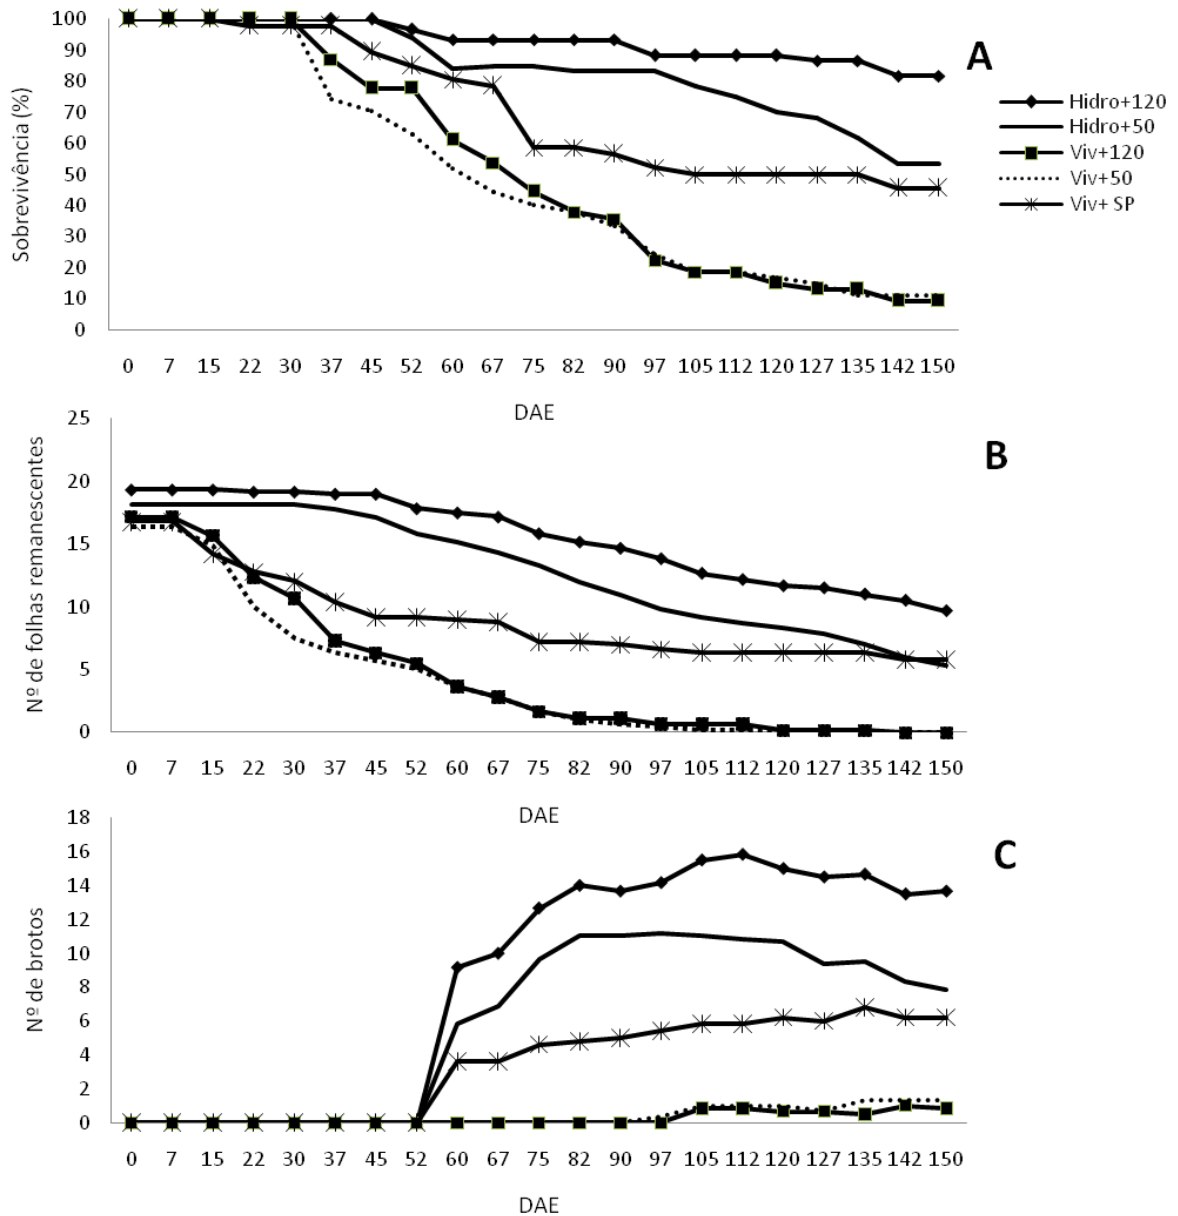 A
Sobrevivência (%)
100
90
80
70
60
50
40
30
20
10
0
0 7 15 22 30 37 45 52 60 67 75 82 90 97 105 112 120 127 135 142 150
DAE
Hidro+120
Hidro+50
Viv+120
Viv+50
Viv+ SP
B
Nº de folhas remanescentes
25
20
15
10
5
0
0 7 15 22 30 37 45 52 60 67 75 82 90 97 105 112 120 127 135 142 150
DAE
C
Nº de brotos
18
16
14
12
10
8
6
4
2
0
0 7 15 22 30 37 45 52 60 67 75 82 90 97 105 112 120 127 135 142 150
DAE